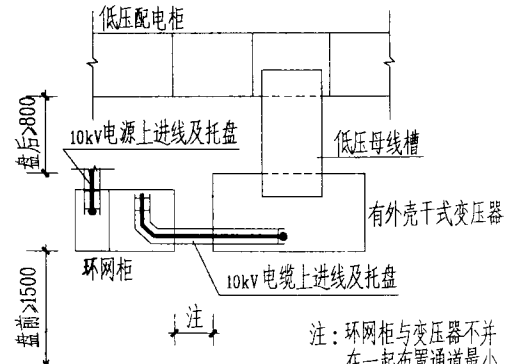 低压配电柜
盘后>800
10kV电源上进线及托盘
低压母线槽
有外壳干式变压器
环网柜
10kV电缆上进线及托盘
盘前>1500
注
注：环网柜与变压器不并
在一起布置通道最小